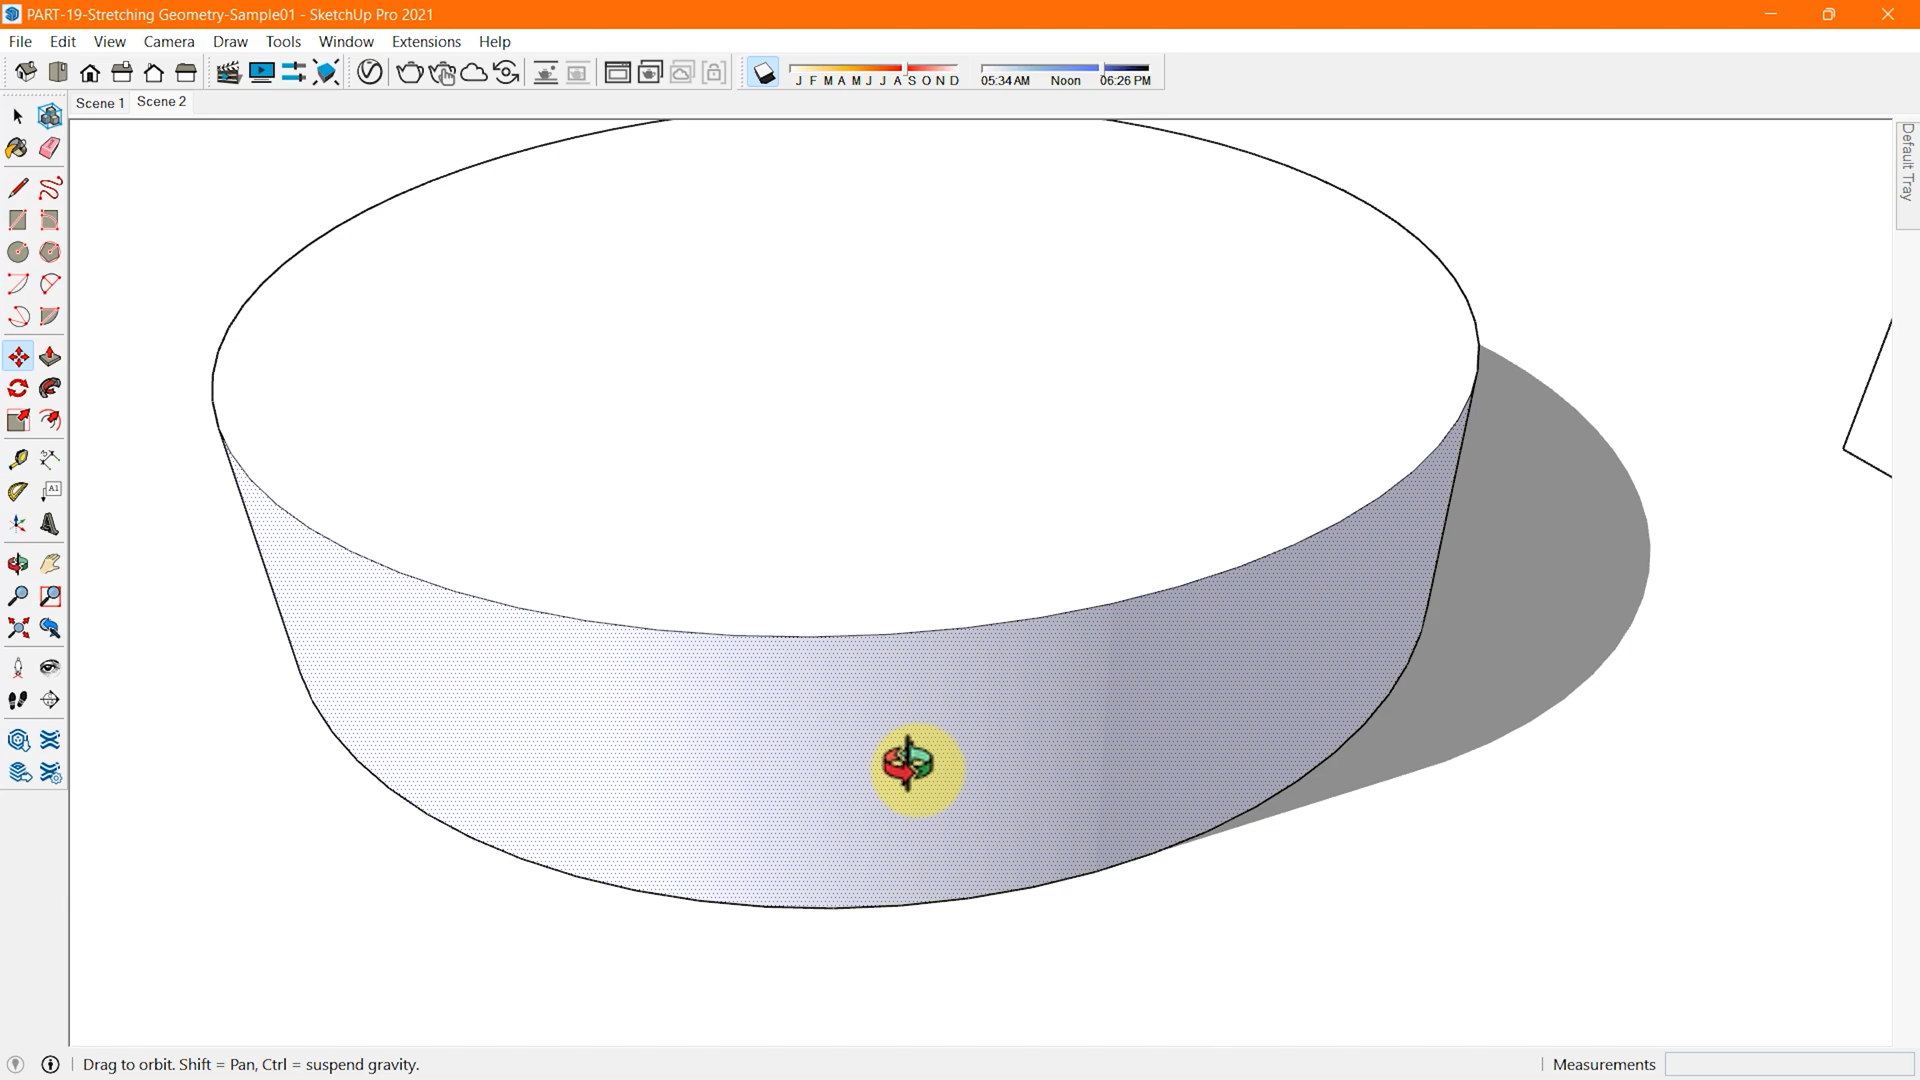 PART-19-Stretching Geometry-Sample01 - SketchUp Pro 2021
File Edit View Camera Draw Tools Window Extensions Help
J F M A M J J A S O N D
05:34 AM Noon 06:26 PM
Scene 1 Scene 2
Default Tray
A1
Drag to orbit. Shift = Pan, Ctrl = suspend gravity.
Measurements